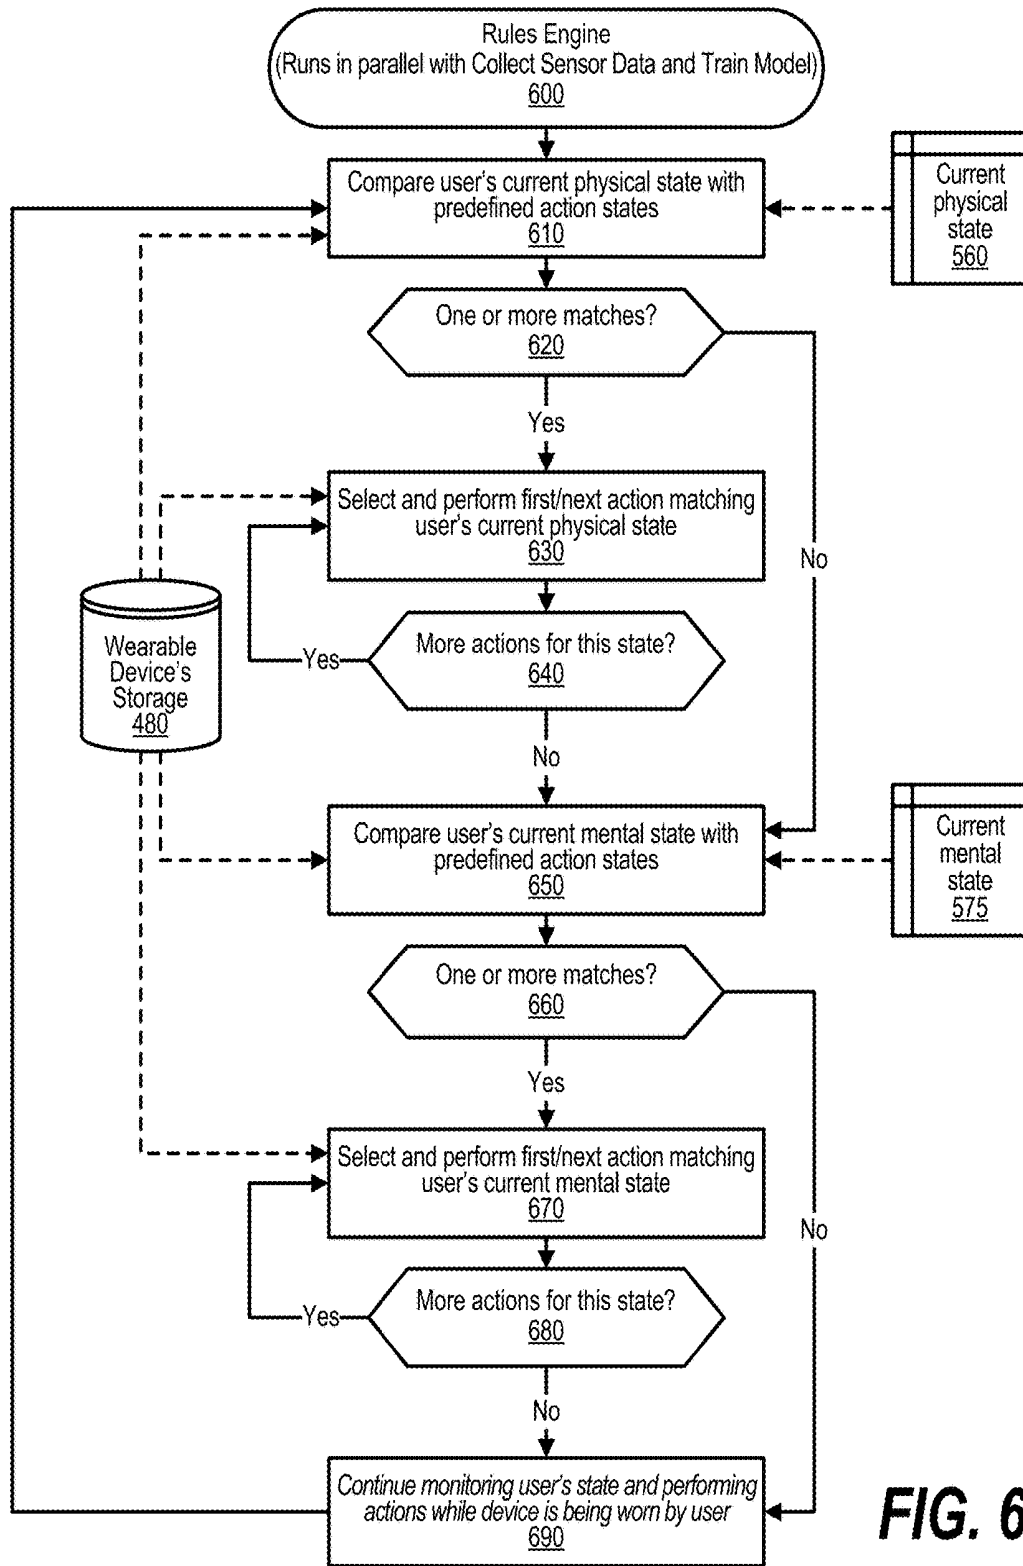 Rules Engine
(Runs in parallel with Collect Sensor Data and Train Model)
600
Compare user's current physical state with
predefined action states
610
Current
physical
state
560
One or more matches?
620
Yes
No
Select and perform first/next action matching
user's current physical state
630
Wearable
Device's
Storage
480
More actions for this state?
640
Yes
No
Compare user's current mental state with
predefined action states
650
Current
mental
state
575
One or more matches?
660
Yes
No
Select and perform first/next action matching
user's current mental state
670
More actions for this state?
680
Yes
No
Continue monitoring user's state and performing
actions while device is being worn by user
690
FIG. 6